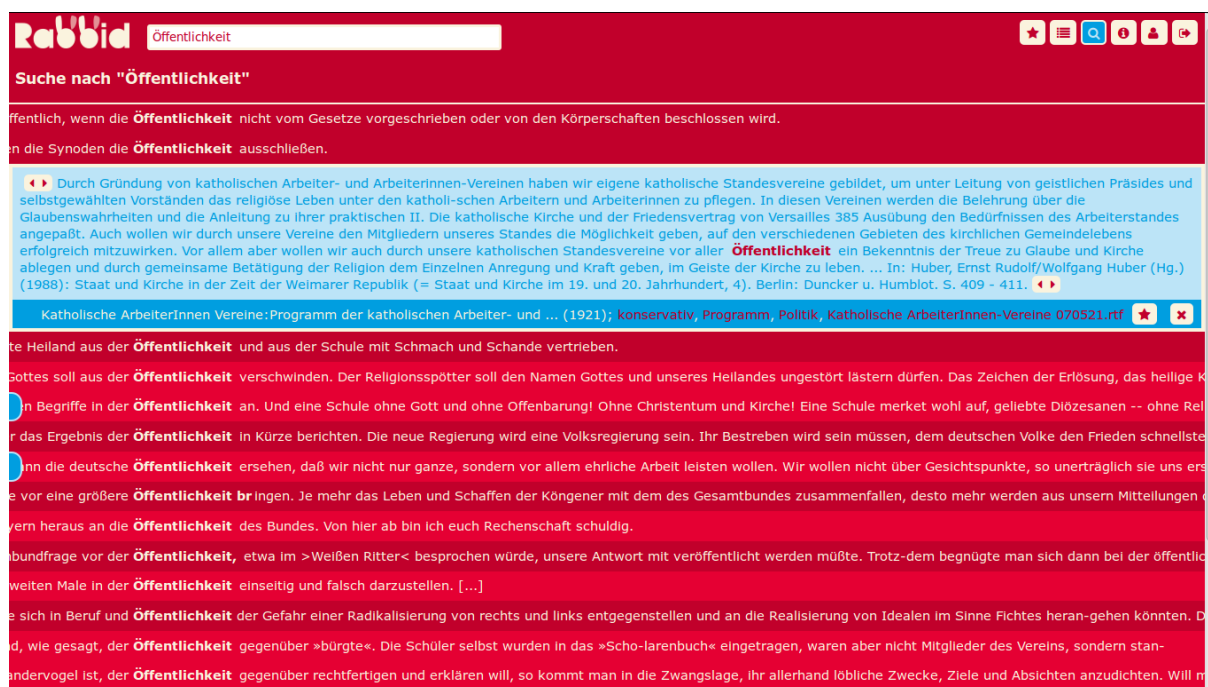 Rabbid
Öffentlichkeit
Suche nach "Öffentlichkeit"
ffentlich, wenn die Öffentlichkeit nicht vom Gesetze vorgeschrieben oder von den Körperschaften beschlossen wird.
en die Synoden die Öffentlichkeit ausschließen.
Durch Gründung von katholischen Arbeiter- und Arbeiterinnen-Vereinen haben wir eigene katholische Standesvereine gebildet, um unter Leitung von geistlichen Präsides und
selbstgewählten Vorständen das religiöse Leben unter den katholi-schen Arbeitern und Arbeiterinnen zu pflegen. In diesen Vereinen werden die Belehrung über die
Glaubenswahrheiten und die Anleitung zu ihrer praktischen II. Die katholische Kirche und der Friedensvertrag von Versailles 385 Ausübung den Bedürfnissen des Arbeiterstandes
angepaßt. Auch wollen wir durch unsere Vereine den Mitgliedern unseres Standes die Möglichkeit geben, auf den verschiedenen Gebieten des kirchlichen Gemeindelebens
erfolgreich mitzuwirken. Vor allem aber wollen wir auch durch unsere katholischen Standesvereine vor aller Öffentlichkeit ein Bekenntnis der Treue zu Glaube und Kirche
ablegen und durch gemeinsame Betätigung der Religion dem Einzelnen Anregung und Kraft geben, im Geiste der Kirche zu leben. ... In: Huber, Ernst Rudolf/Wolfgang Huber (Hg.)
(1988): Staat und Kirche in der Zeit der Weimarer Republik (= Staat und Kirche im 19. und 20. Jahrhundert, 4). Berlin: Duncker u. Humblot. S. 409 - 411.
Katholische ArbeiterInnen Vereine:Programm der katholischen Arbeiter- und ... (1921); konservativ, Programm, Politik, Katholische ArbeiterInnen-Vereine 070521.rtf
te Heiland aus der Öffentlichkeit und aus der Schule mit Schmach und Schande vertrieben.
Gottes soll aus der Öffentlichkeit verschwinden. Der Religionsspötter soll den Namen Gottes und unseres Heilandes ungestört lästern dürfen. Das Zeichen der Erlösung, das heilige K
n Begriffe in der Öffentlichkeit an. Und eine Schule ohne Gott und ohne Offenbarung! Ohne Christentum und Kirche! Eine Schule merket wohl auf, geliebte Diözesanen -- ohne Rel
r das Ergebnis der Öffentlichkeit in Kürze berichten. Die neue Regierung wird eine Volksregierung sein. Ihr Bestreben wird sein müssen, dem deutschen Volke den Frieden schnellste
nn die deutsche Öffentlichkeit ersehen, daß wir nicht nur ganze, sondern vor allem ehrliche Arbeit leisten wollen. Wir wollen nicht über Gesichtspunkte, so unerträglich sie uns ers
e vor eine größere Öffentlichkeit bringen. Je mehr das Leben und Schaffen der Köngener mit dem des Gesamtbundes zusammenfallen, desto mehr werden aus unsern Mitteilungen
yern heraus an die Öffentlichkeit des Bundes. Von hier ab bin ich euch Rechenschaft schuldig.
nbundfrage vor der Öffentlichkeit, etwa im >Weißen Ritter< besprochen würde, unsere Antwort mit veröffentlicht werden müßte. Trotz-dem begnügte man sich dann bei der öffentlic
weiten Male in der Öffentlichkeit einseitig und falsch darzustellen. [...]
e sich in Beruf und Öffentlichkeit der Gefahr einer Radikalisierung von rechts und links entgegenstellen und an die Realisierung von Idealen im Sinne Fichtes heran-gehen könnten. D
nd, wie gesagt, der Öffentlichkeit gegenüber »bürgte«. Die Schüler selbst wurden in das »Scho-larenbuch« eingetragen, waren aber nicht Mitglieder des Vereins, sondern stan-
andervogel ist, der Öffentlichkeit gegenüber rechtfertigen und erklären will, so kommt man in die Zwangslage, ihr allerhand löbliche Zwecke, Ziele und Absichten anzudichten. Will m